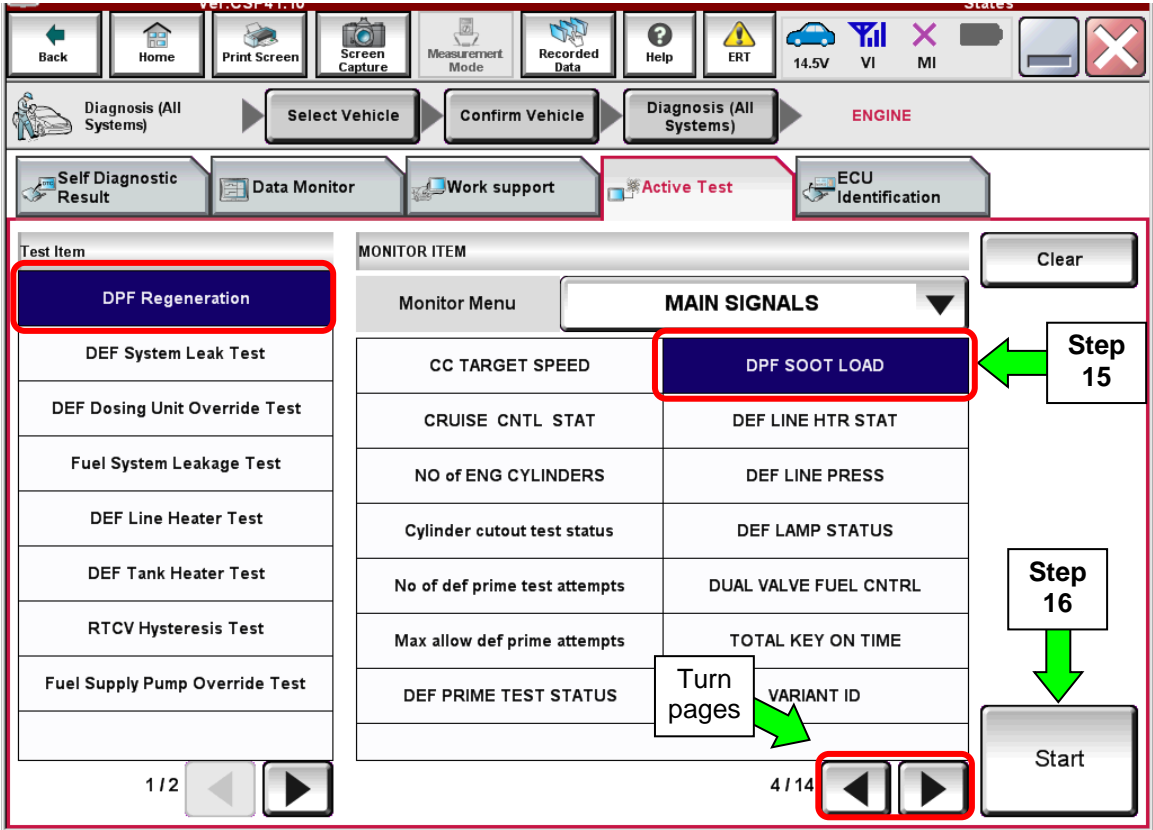 Ver.CSP41.10
States
Back
Home
Print Screen
Screen
Capture
Measurement
Mode
Recorded
Data
Help
ERT
14.5V
VI
MI
Diagnosis (All
Systems)
Select Vehicle
Confirm Vehicle
Diagnosis (All
Systems)
ENGINE
Self Diagnostic
Result
Data Monitor
Work support
Active Test
ECU
Identification
Test Item
MONITOR ITEM
Clear
DPF Regeneration
Monitor Menu
MAIN SIGNALS
DEF System Leak Test
CC TARGET SPEED
DPF SOOT LOAD
Step
15
DEF Dosing Unit Override Test
CRUISE CNTL STAT
DEF LINE HTR STAT
Fuel System Leakage Test
NO of ENG CYLINDERS
DEF LINE PRESS
DEF Line Heater Test
Cylinder cutout test status
DEF LAMP STATUS
DEF Tank Heater Test
No of def prime test attempts
DUAL VALVE FUEL CNTRL
Step
16
RTCV Hysteresis Test
Max allow def prime attempts
TOTAL KEY ON TIME
Fuel Supply Pump Override Test
DEF PRIME TEST STATUS
Turn
pages
VARIANT ID
Start
1 / 2
4 / 14